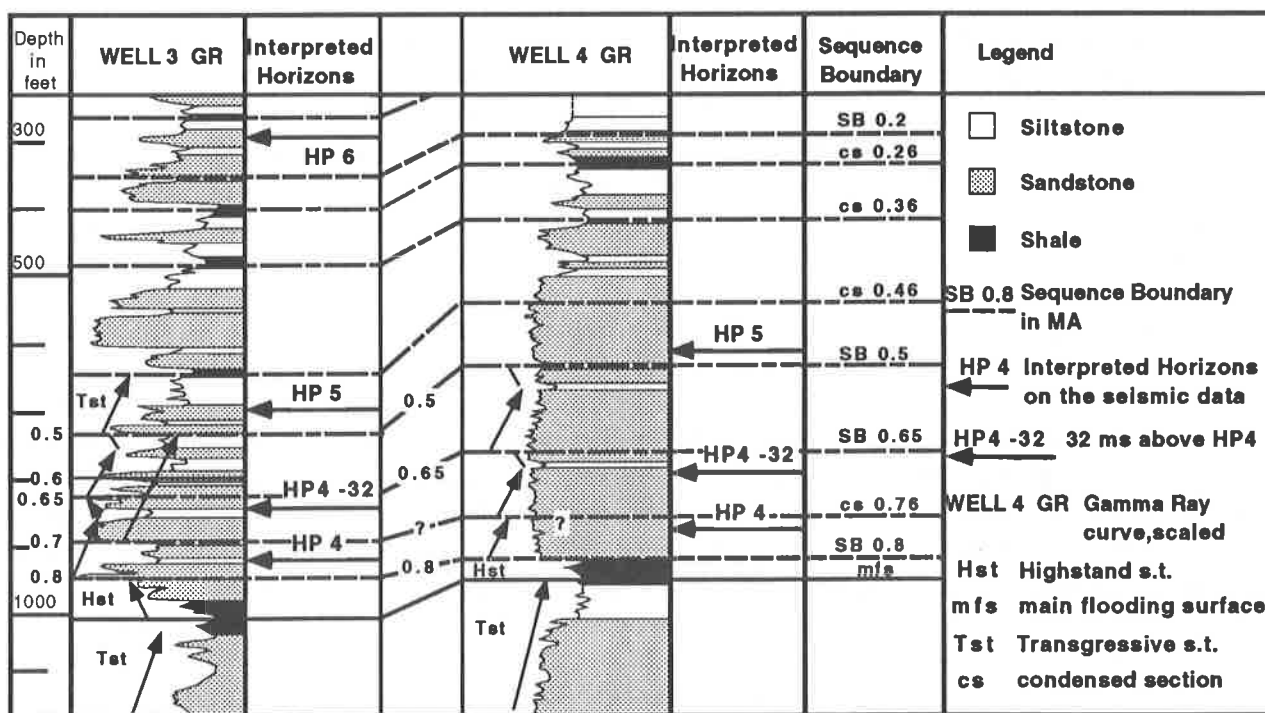 Depth
in
feet
WELL 3 GR
Interpreted
Horizons
WELL 4 GR
Interpreted
Horizons
Sequence
Boundary
Legend
300
500
0.5
0.6
0.65
0.7
0.8
1000
Tst
Hst
Tst
HP 6
HP 5
HP4 -32
HP 4
0.5
0.65
?
0.8
?
Hst
Tst
HP 5
HP4 -32
HP 4
SB 0.2
cs 0.26
cs 0.36
cs 0.46
SB 0.5
SB 0.65
cs 0.76
SB 0.8
mfs
Siltstone
Sandstone
Shale
SB 0.8 Sequence Boundary
in MA
HP 4 Interpreted Horizons
on the seismic data
HP4 -32 32 ms above HP4
WELL 4 GR Gamma Ray
curve,scaled
Hst Highstand s.t.
mfs main flooding surface
Tst Transgressive s.t.
cs condensed section